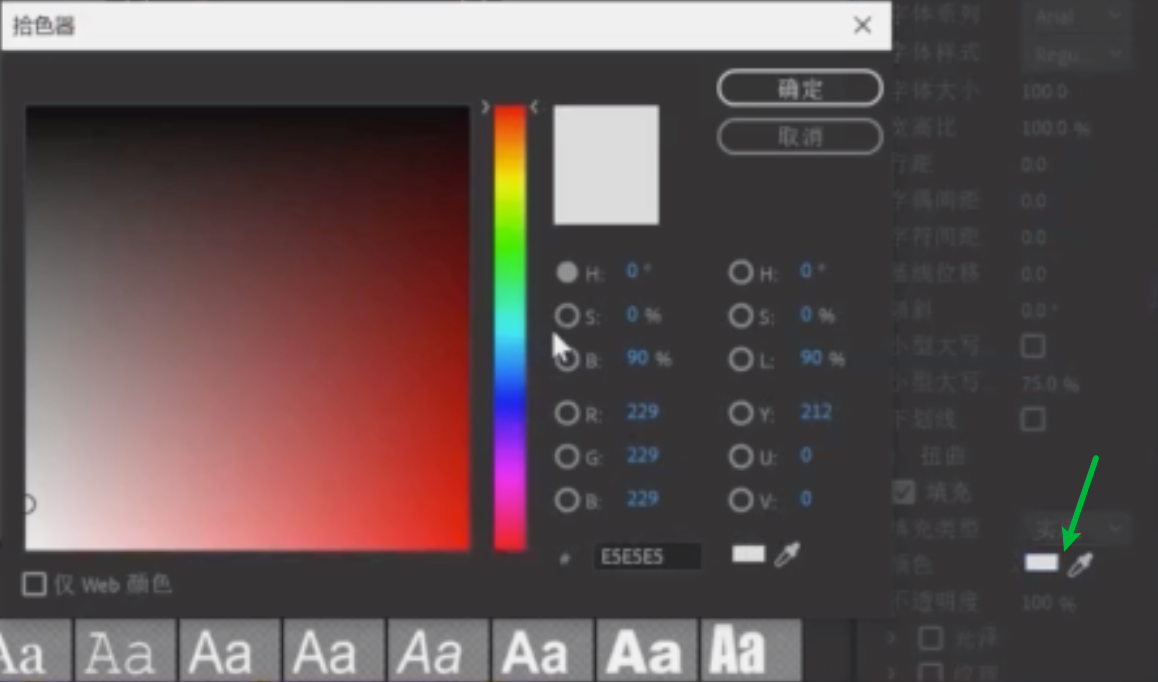 拾色器
确定
取消
H: 0 °
S: 0 %
B: 90 %
R: 229
G: 229
B: 229
# E5E5E5
H: 0 °
S: 0 %
L: 90 %
Y: 212
U: 0
V: 0
仅 Web 颜色
Aa Aa Aa Aa Aa Aa Aa Aa
字体系列 Arial
字体样式 Regu...
字体大小 100.0
宽高比 100.0 %
行距 0.0
字偶间距 0.0
字符间距 0.0
基线位移 0.0
倾斜 0.0 °
小型大写...
小型大写... 75.0 %
下划线
扭曲
填充
填充类型 实...
颜色
不透明度 100 %
光泽
纹理